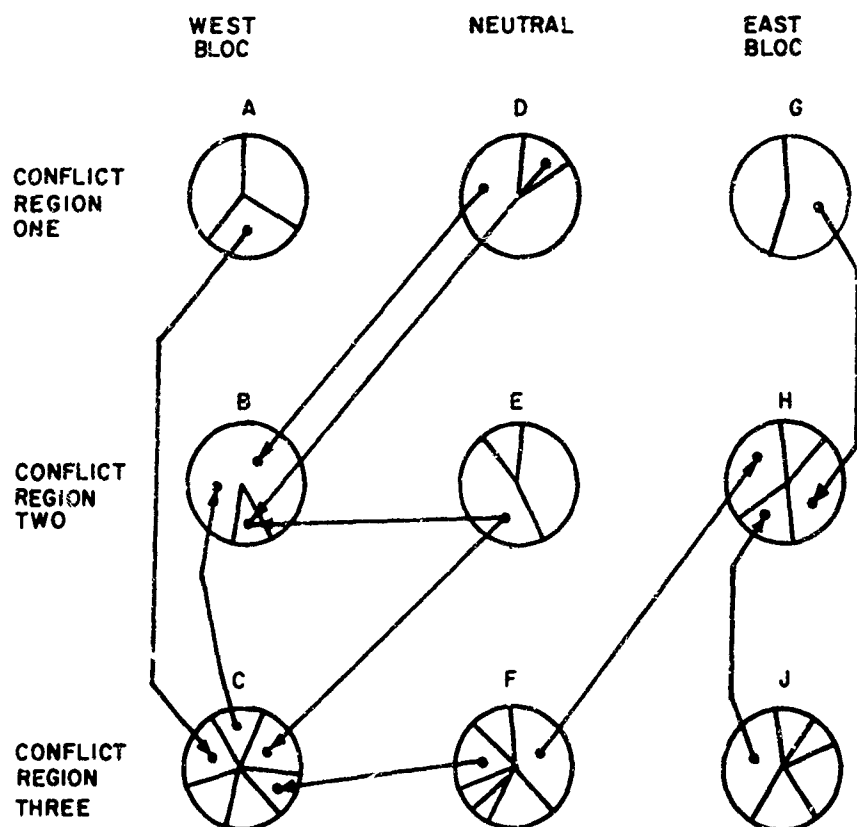 WEST
BLOC
NEUTRAL
EAST
BLOC
A
D
G
CONFLICT
REGION
ONE
B
E
H
CONFLICT
REGION
TWO
C
F
J
CONFLICT
REGION
THREE